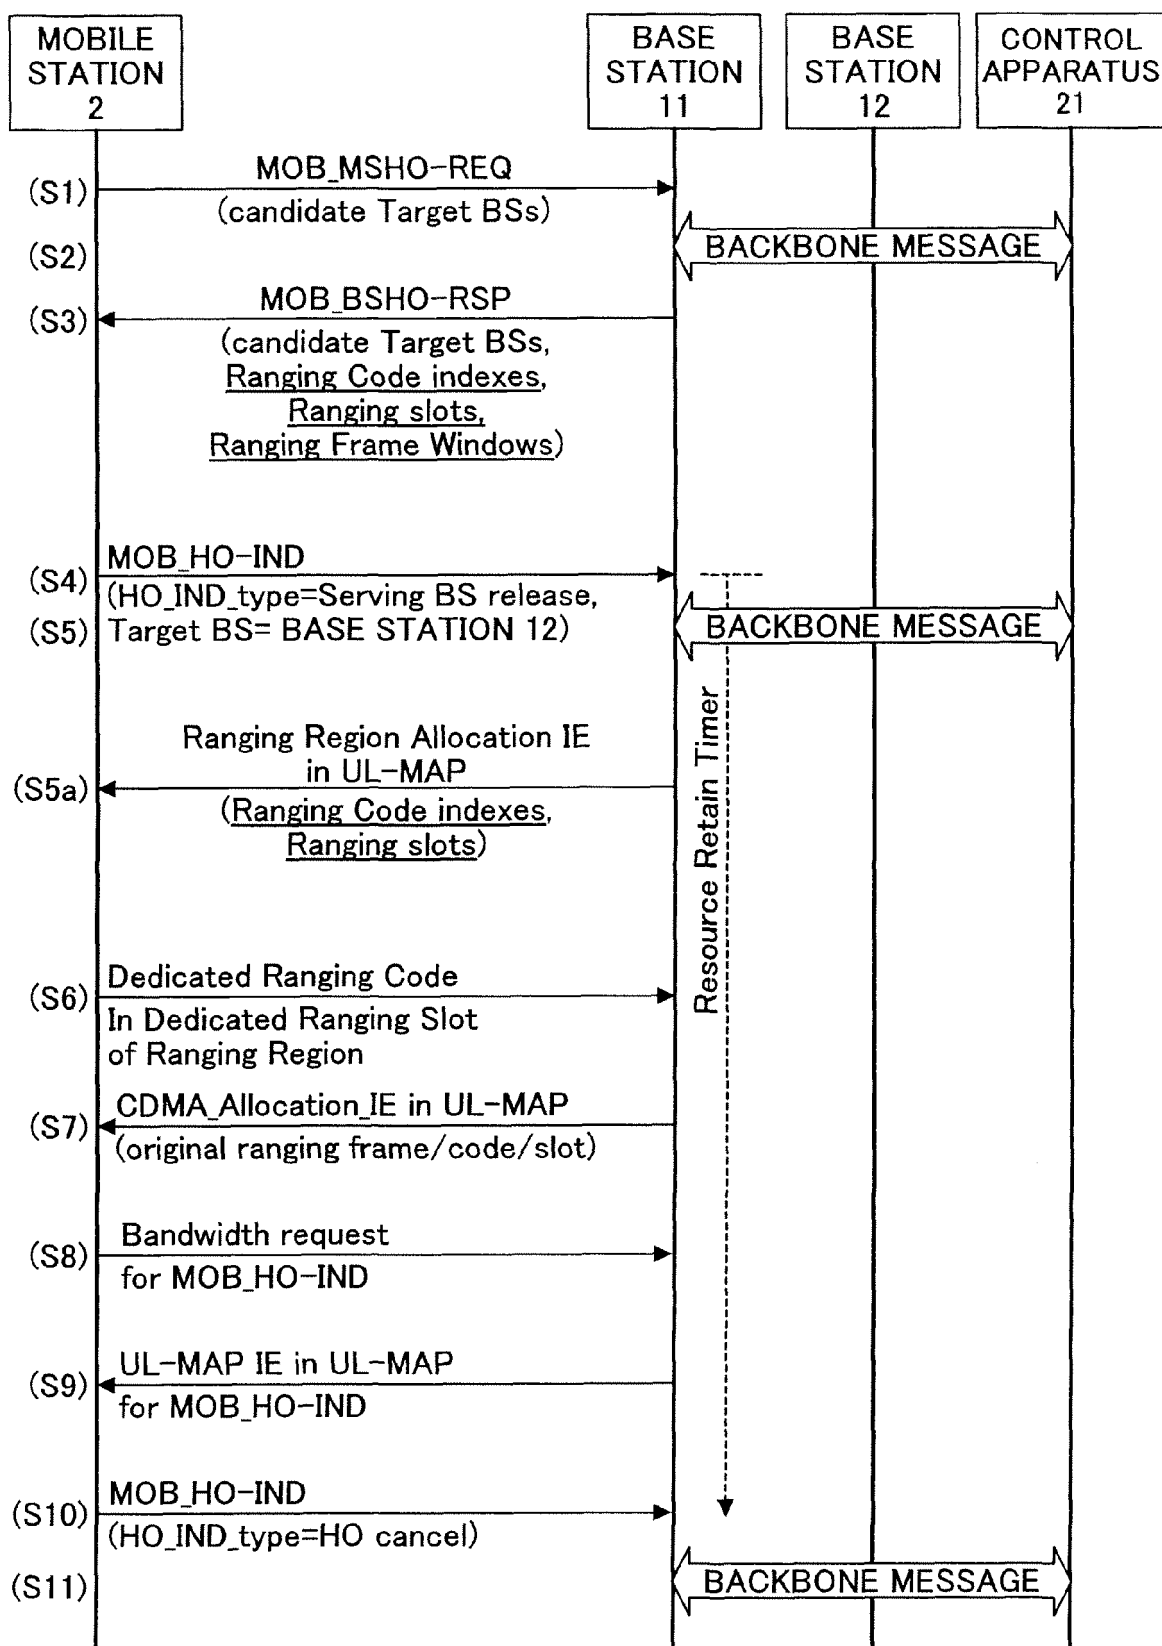 MOBILE
STATION
2
BASE
STATION
11
BASE
STATION
12
CONTROL
APPARATUS
21
(S1)
MOB_MSHO-REQ
(candidate Target BSs)
(S2)
BACKBONE MESSAGE
(S3)
MOB_BSHO-RSP
(candidate Target BSs,
Ranging Code indexes,
Ranging slots,
Ranging Frame Windows)
(S4)
MOB_HO-IND
(HO_IND_type=Serving BS release,
(S5)
Target BS= BASE STATION 12)
BACKBONE MESSAGE
Resource Retain Timer
(S5a)
Ranging Region Allocation IE
in UL-MAP
(Ranging Code indexes,
Ranging slots)
(S6)
Dedicated Ranging Code
In Dedicated Ranging Slot
of Ranging Region
(S7)
CDMA_Allocation_IE in UL-MAP
(original ranging frame/code/slot)
(S8)
Bandwidth request
for MOB_HO-IND
(S9)
UL-MAP IE in UL-MAP
for MOB_HO-IND
(S10)
MOB_HO-IND
(HO_IND_type=HO cancel)
(S11)
BACKBONE MESSAGE